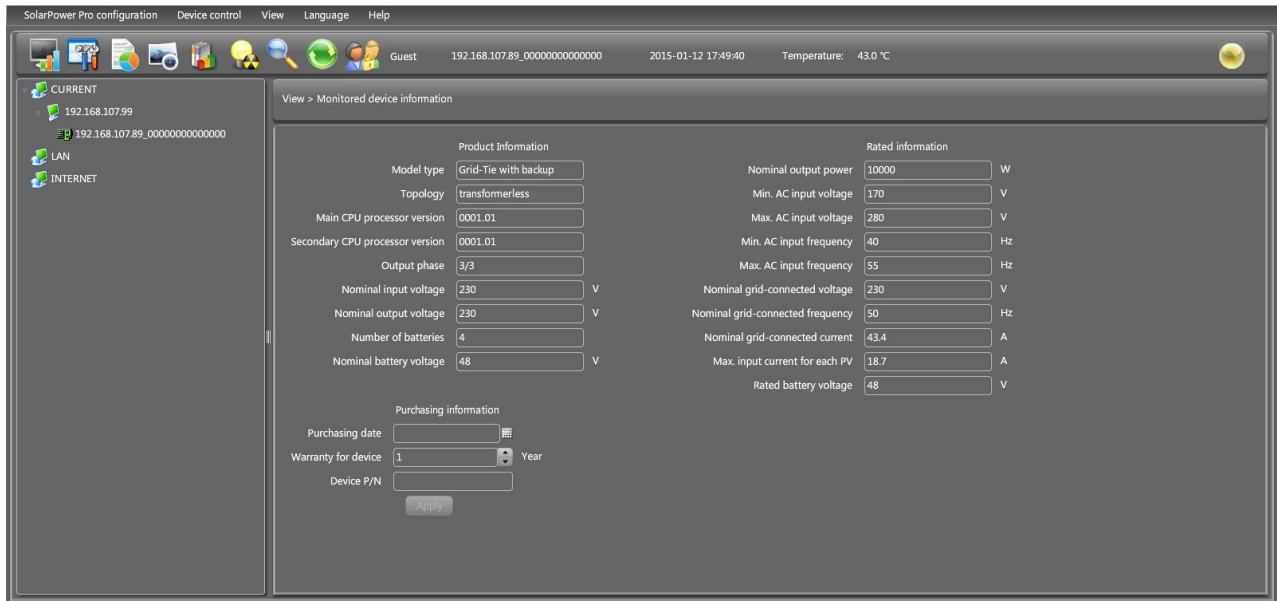 SolarPower Pro configuration Device control View Language Help
Guest 192.168.107.89_00000000000000 2015-01-12 17:49:40 Temperature: 43.0 °C
CURRENT
192.168.107.99
192.168.107.89_00000000000000
LAN
INTERNET
View > Monitored device information
Product Information
Model type Grid-Tie with backup
Topology transformerless
Main CPU processor version 0001.01
Secondary CPU processor version 0001.01
Output phase 3/3
Nominal input voltage 230 V
Nominal output voltage 230 V
Number of batteries 4
Nominal battery voltage 48 V
Rated information
Nominal output power 10000 W
Min. AC input voltage 170 V
Max. AC input voltage 280 V
Min. AC input frequency 40 Hz
Max. AC input frequency 55 Hz
Nominal grid-connected voltage 230 V
Nominal grid-connected frequency 50 Hz
Nominal grid-connected current 43.4 A
Max. input current for each PV 18.7 A
Rated battery voltage 48 V
Purchasing information
Purchasing date
Warranty for device 1 Year
Device P/N
Apply